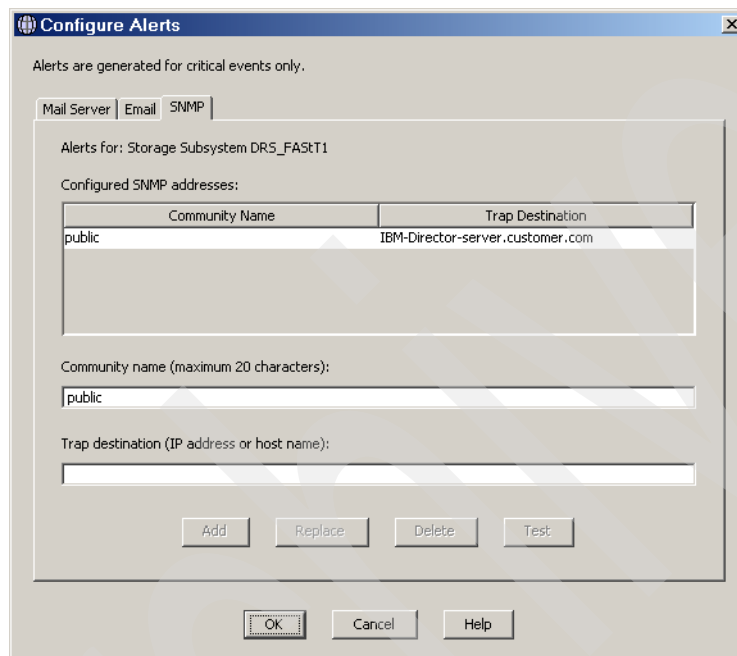 Configure Alerts
Alerts are generated for critical events only.
Mail Server Email SNMP
Alerts for: Storage Subsystem DRS_FAStT1
Configured SNMP addresses:
Community Name Trap Destination
public IBM-Director-server.customer.com
Community name (maximum 20 characters):
public
Trap destination (IP address or host name):
Add Replace Delete Test
OK Cancel Help